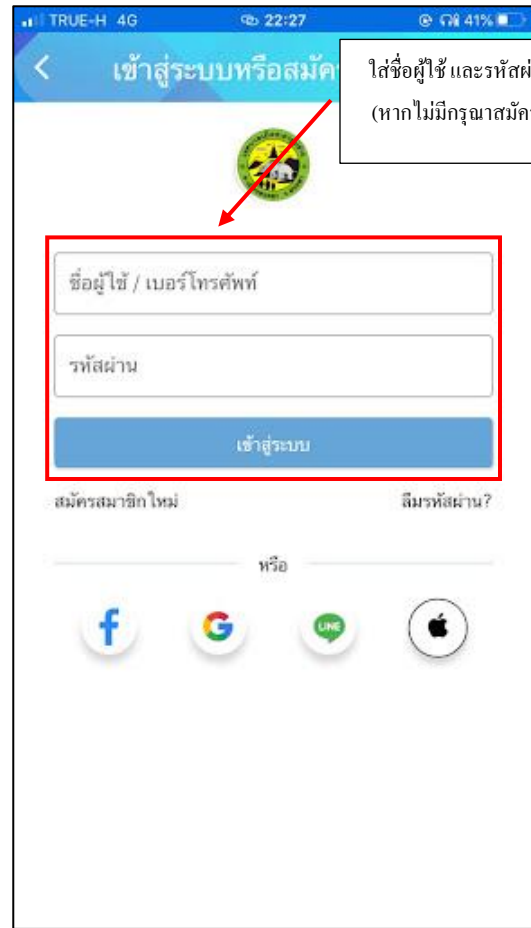 TRUE-H 4G 22:27 41%
เข้าสู่ระบบหรือสมัคร
ใส่ชื่อผู้ใช้ และรหัสผ่
(หากไม่มีกรุณาสมัค
ชื่อผู้ใช้ / เบอร์โทรศัพท์
รหัสผ่าน
เข้าสู่ระบบ
สมัครสมาชิกใหม่ ลืมรหัสผ่าน?
หรือ
LINE